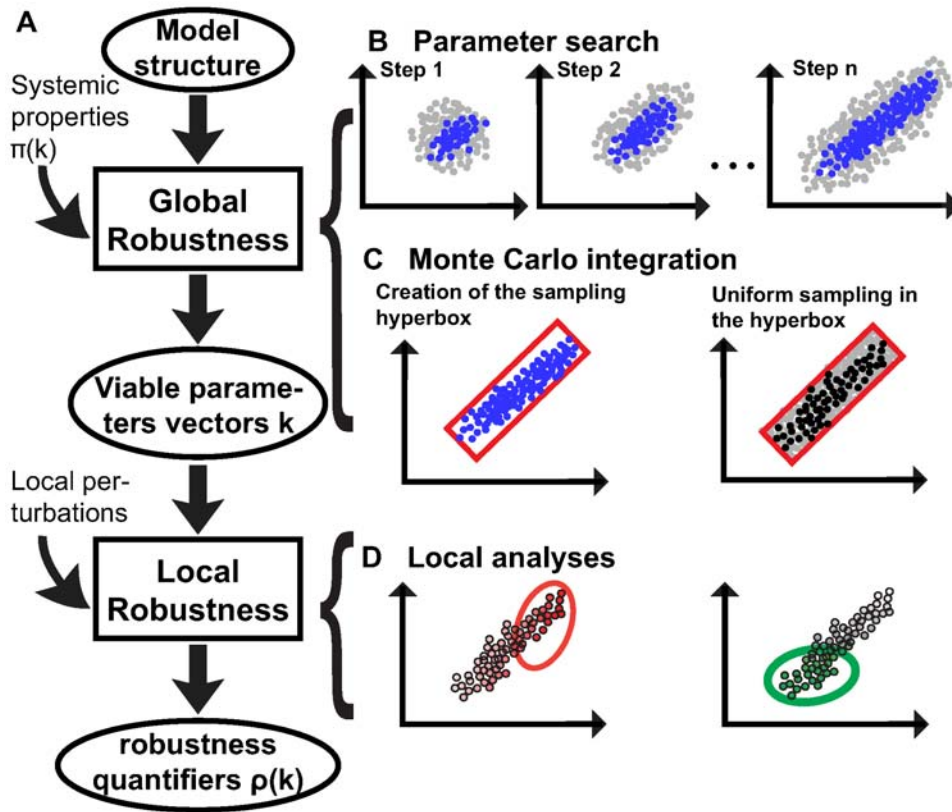 A
Model
structure
Systemic
properties
π(k)
Global
Robustness
Viable parame-
ters vectors k
Local per-
turbations
Local
Robustness
robustness
quantifiers ρ(k)
B Parameter search
Step 1
Step 2
Step n
...
C Monte Carlo integration
Creation of the sampling
hyperbox
Uniform sampling in
the hyperbox
D Local analyses